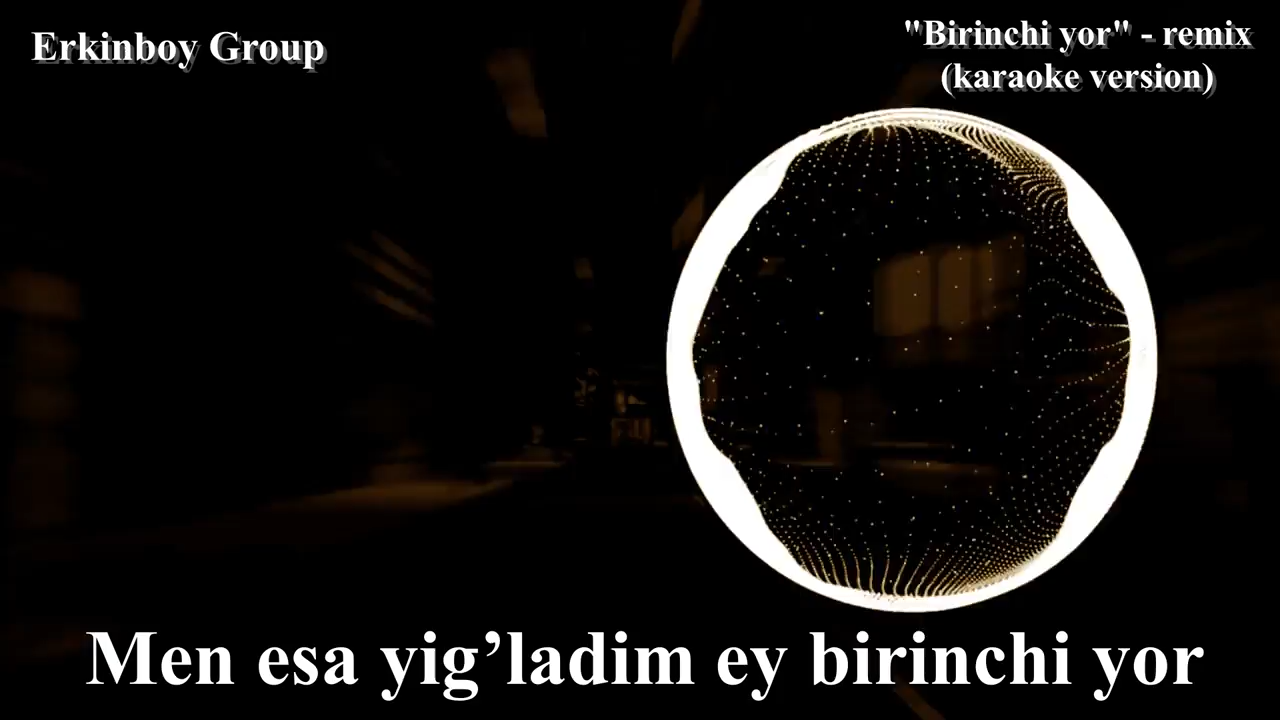 Erkinboy Group
"Birinchi yor" - remix
(karaoke version)
Men esa yig’ladim ey birinchi yor